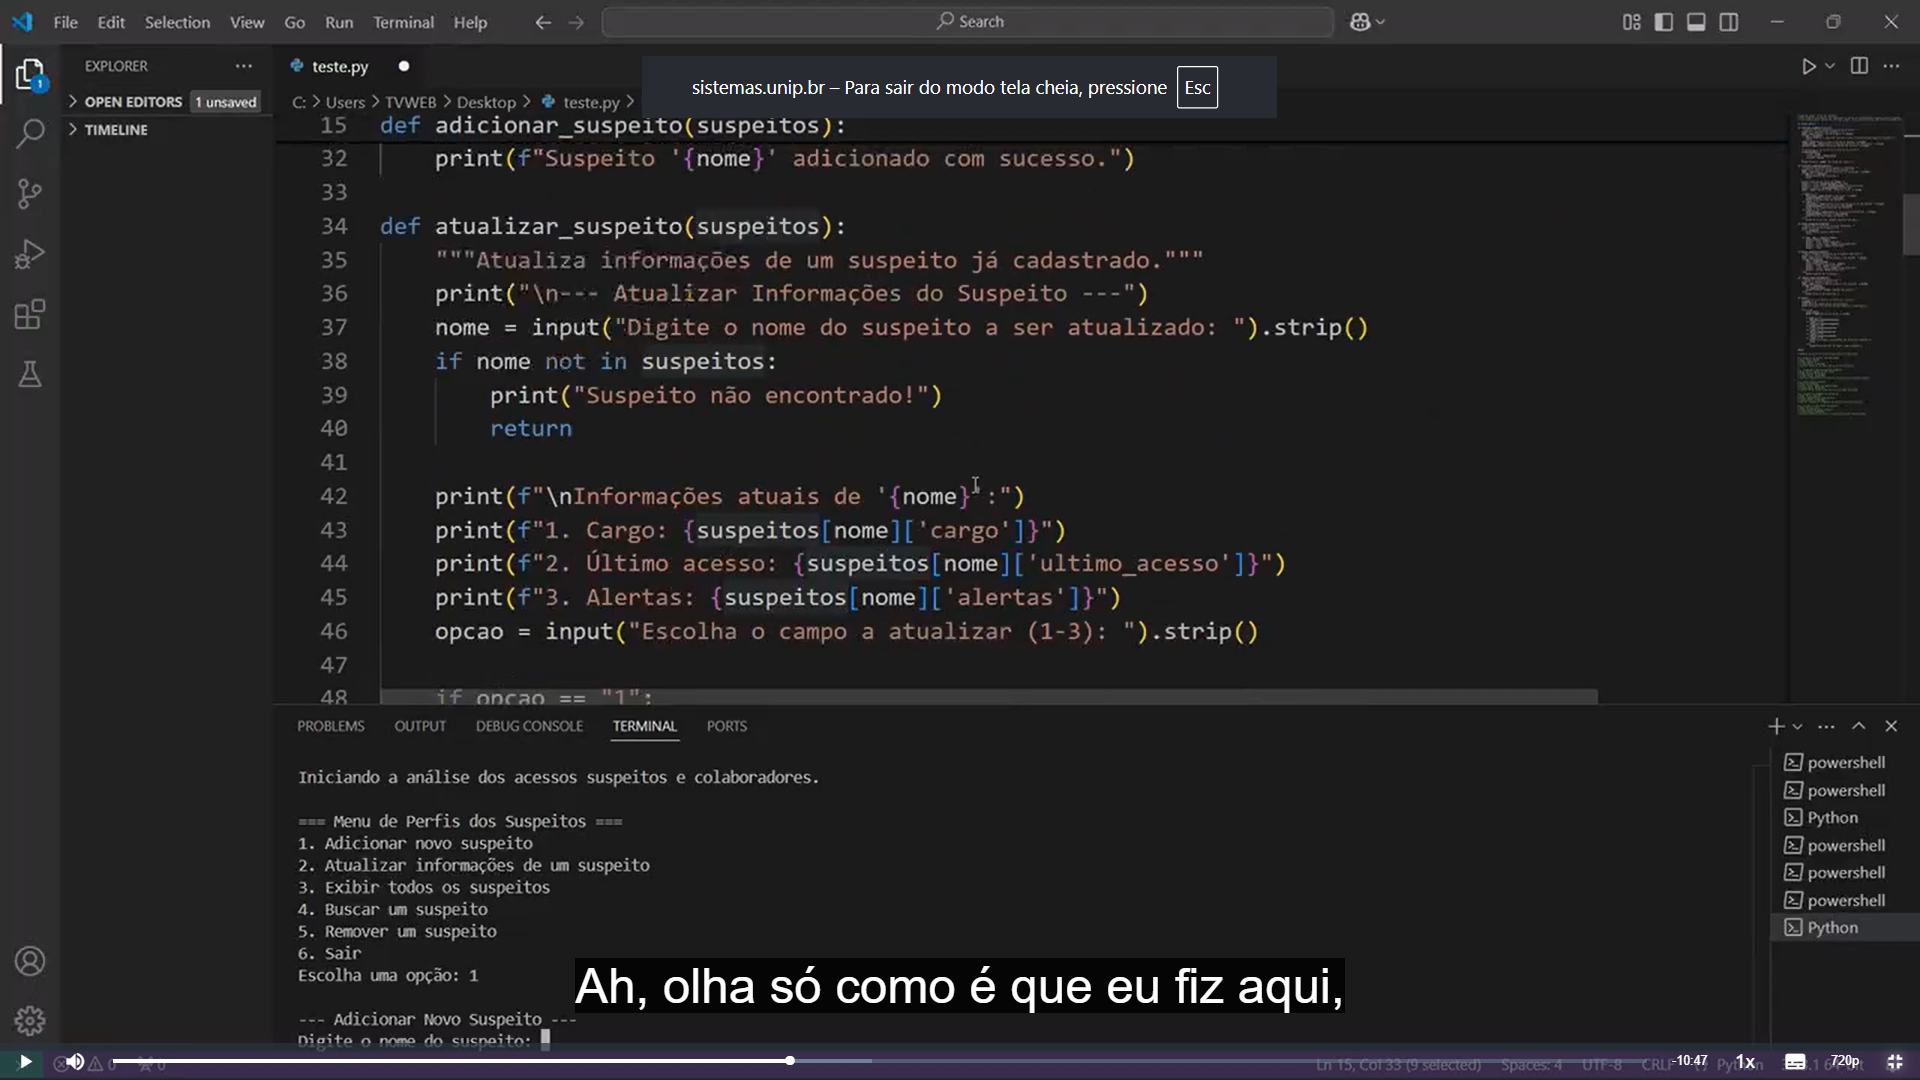 File Edit Selection View Go Run Terminal Help
Search
EXPLORER
OPEN EDITORS 1 unsaved
TIMELINE
1
teste.py
sistemas.unip.br – Para sair do modo tela cheia, pressione Esc
C: > Users > TVWEB > Desktop > teste.py >
15 def adicionar_suspeito(suspeitos):
32 print(f"Suspeito '{nome}' adicionado com sucesso.")
33
34 def atualizar_suspeito(suspeitos):
35 """Atualiza informações de um suspeito já cadastrado."""
36 print("\n--- Atualizar Informações do Suspeito ---")
37 nome = input("Digite o nome do suspeito a ser atualizado: ").strip()
38 if nome not in suspeitos:
39 print("Suspeito não encontrado!")
40 return
41
42 print(f"\nInformações atuais de '{nome}':")
43 print(f"1. Cargo: {suspeitos[nome]['cargo']}")
44 print(f"2. Último acesso: {suspeitos[nome]['ultimo_acesso']}")
45 print(f"3. Alertas: {suspeitos[nome]['alertas']}")
46 opcao = input("Escolha o campo a atualizar (1-3): ").strip()
47
48 if opcao == "1":
PROBLEMS OUTPUT DEBUG CONSOLE TERMINAL PORTS
Iniciando a análise dos acessos suspeitos e colaboradores.
=== Menu de Perfis dos Suspeitos ===
1. Adicionar novo suspeito
2. Atualizar informações de um suspeito
3. Exibir todos os suspeitos
4. Buscar um suspeito
5. Remover um suspeito
6. Sair
Escolha uma opção: 1
--- Adicionar Novo Suspeito ---
Digite o nome do suspeito:
powershell
powershell
Python
powershell
powershell
powershell
Python
Ah, olha só como é que eu fiz aqui,
0 0 Ln 15, Col 33 (9 selected) Spaces: 4 UTF-8 CRLF Python
-10:47 1x 720p